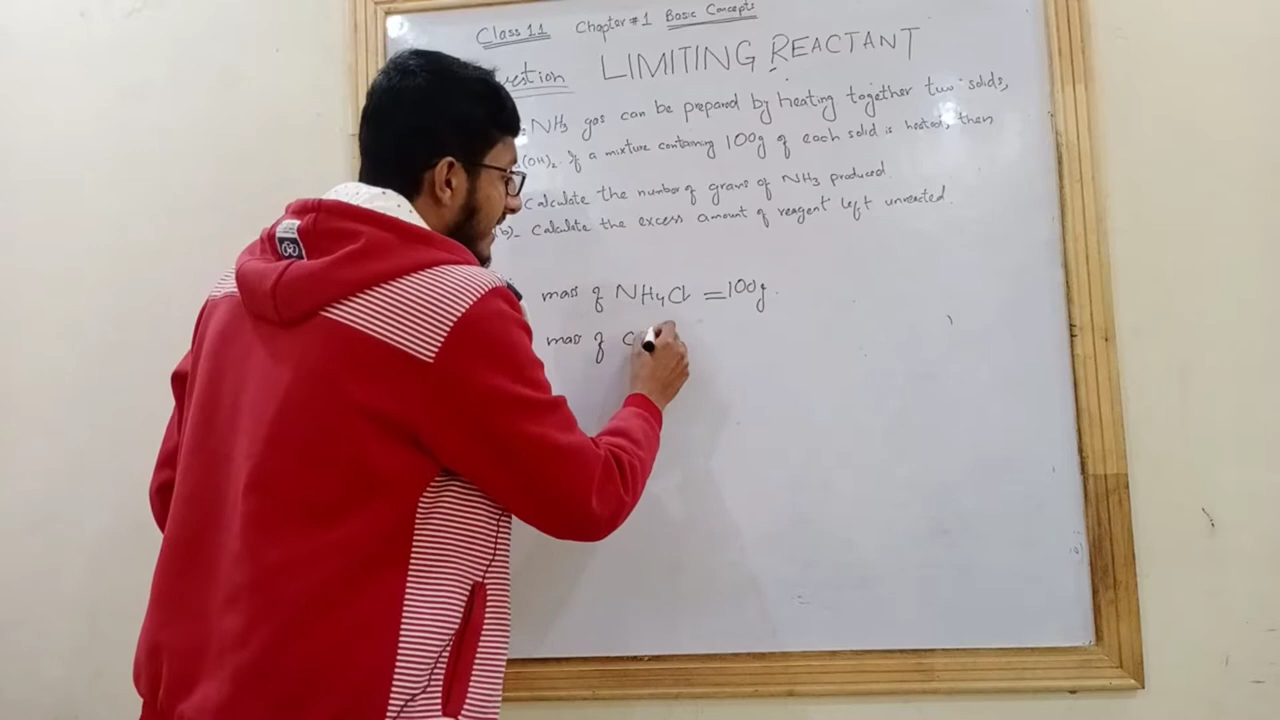 Class 11 Chapter #1 Basic Concepts
LIMITING REACTANT
NH3 gas can be prepared by heating together two solids,
(OH)2. If a mixture containing 100g of each solid is heated, then,
Calculate the number of grams of NH3 produced.
(b)_ Calculate the excess amount of reagent left unreacted.
mass of NH4Cl = 100g.
mass of C